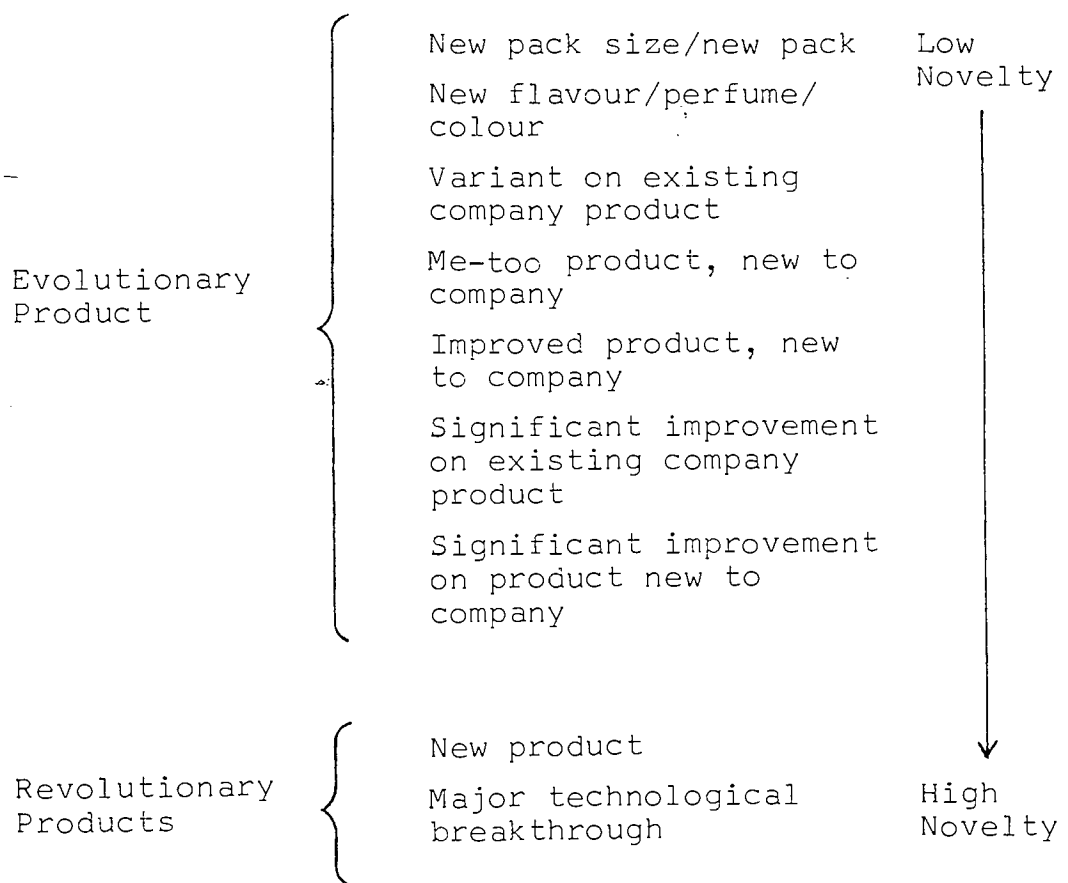 New pack size/new pack
Low
Novelty
New flavour/perfume/
colour
Variant on existing
company product
Evolutionary
Product
Me-too product, new to
company
Improved product, new
to company
Significant improvement
on existing company
product
Significant improvement
on product new to
company
Revolutionary
Products
New product
Major technological
breakthrough
High
Novelty